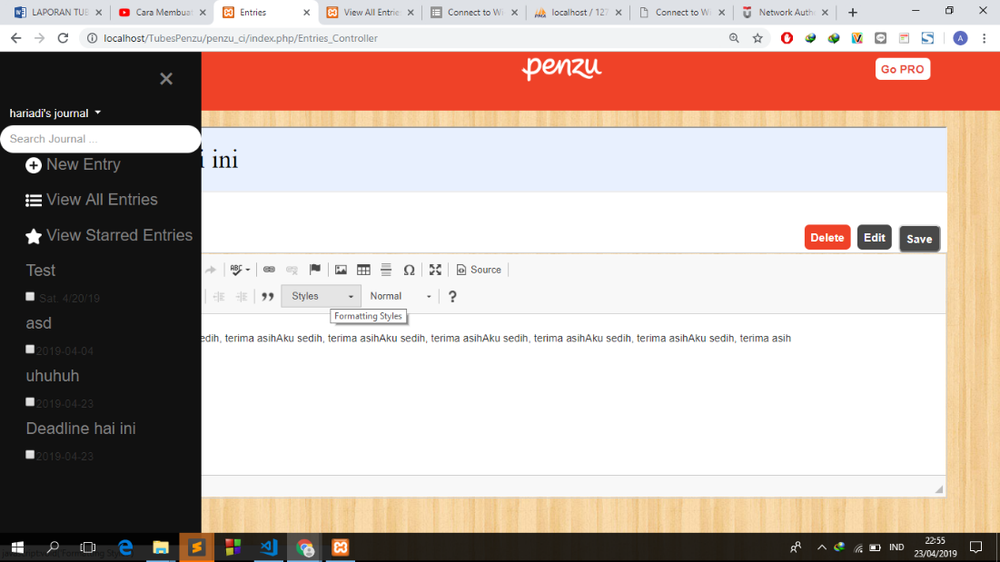 LAPORAN TUB
Cara Membuat
Entries
View All Entrie
Connect to Wi
localhost / 127
Connect to Wi
Network Auth
localhost/TubesPenzu/penzu_ci/index.php/Entries_Controller
penzu
Go PRO
hariadi's journal
Search Journal ...
i ini
New Entry
View All Entries
View Starred Entries
Delete
Edit
Save
Test
Sat. 4/20/19
ABC
Ω
Source
Styles
Normal
?
Formatting Styles
asd
2019-04-04
sedih, terima asihAku sedih, terima asihAku sedih, terima asihAku sedih, terima asihAku sedih, terima asihAku sedih, terima asih
uhuhuh
2019-04-23
Deadline hai ini
2019-04-23
IND
22:55
23/04/2019